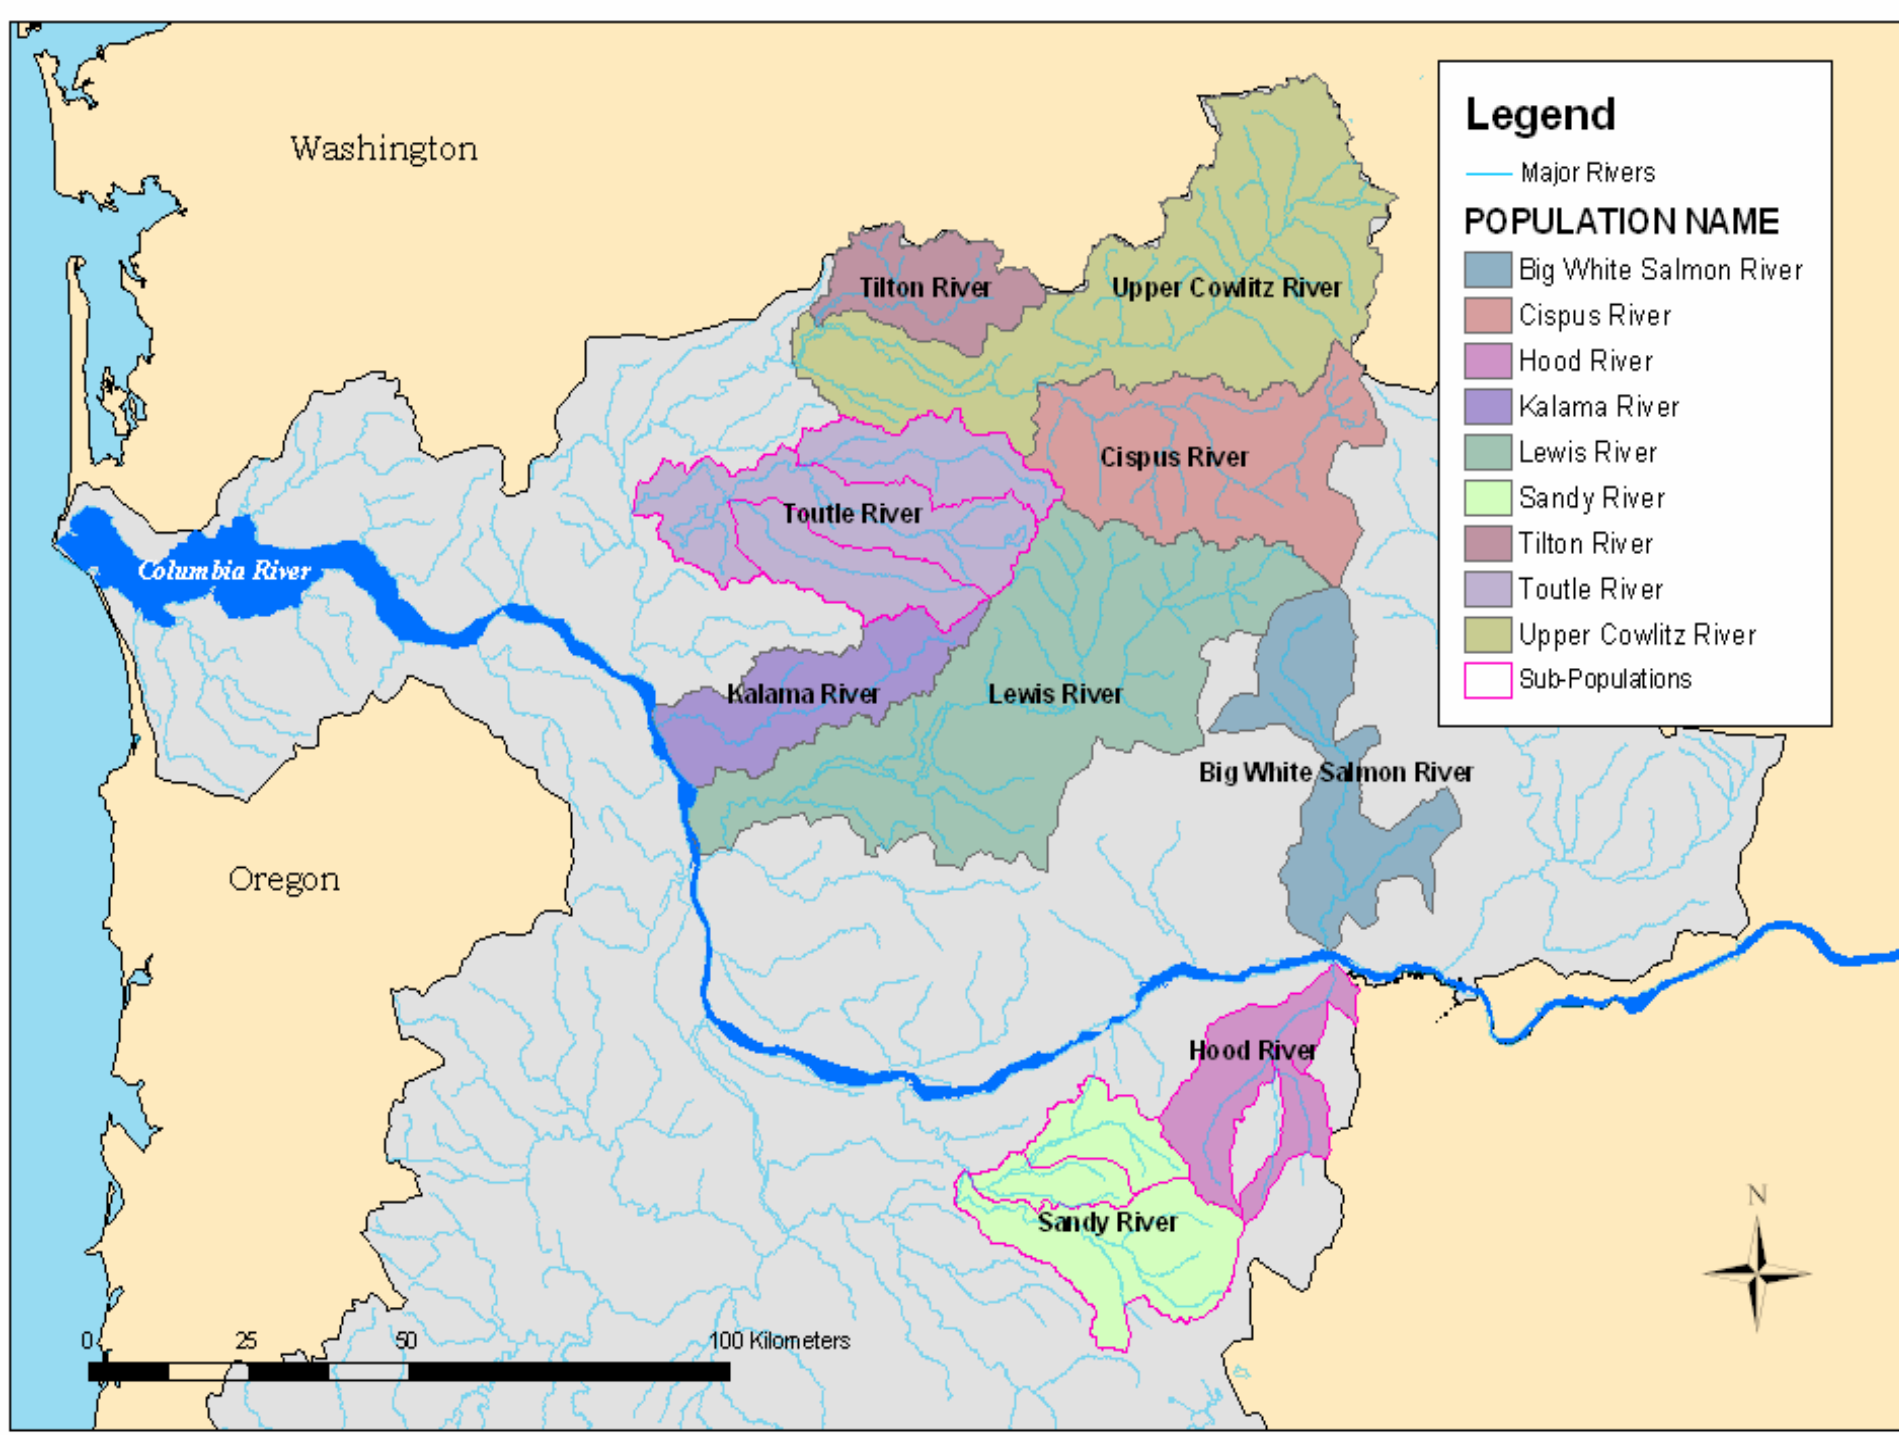 Washington
Tilton River
Upper Cowlitz River
Cispus River
Toutle River
Columbia River
Kalama River
Lewis River
Big White Salmon River
Oregon
Hood River
Sandy River
0 25 50 100 Kilometers
N
Legend
Major Rivers
POPULATION NAME
Big White Salmon River
Cispus River
Hood River
Kalama River
Lewis River
Sandy River
Tilton River
Toutle River
Upper Cowlitz River
Sub-Populations